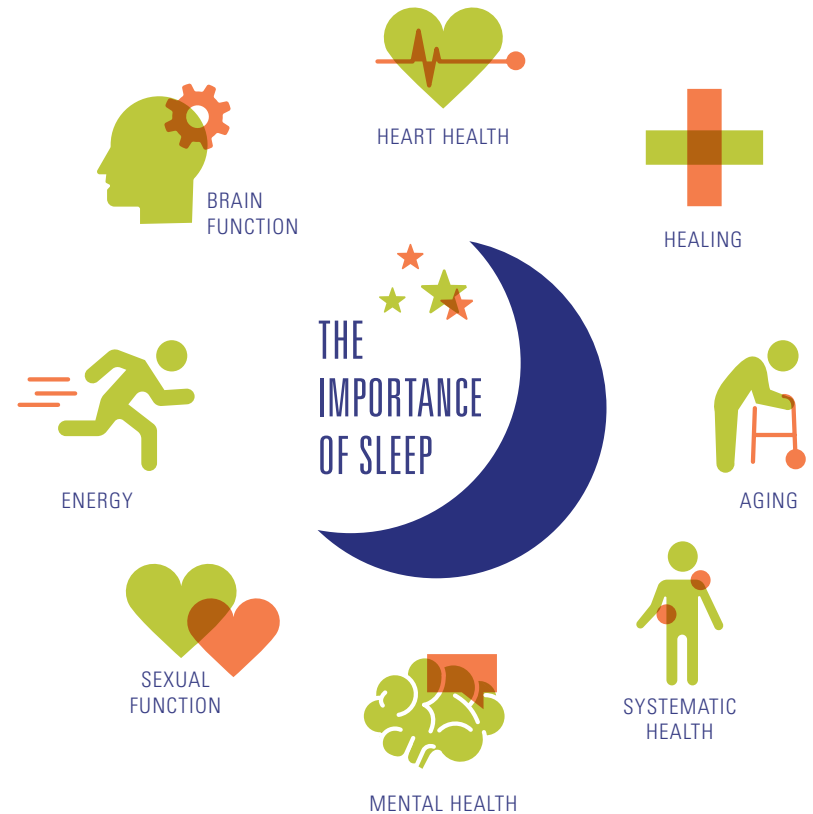 HEART HEALTH
BRAIN
FUNCTION
HEALING
THE
IMPORTANCE
OF SLEEP
ENERGY
AGING
SEXUAL
FUNCTION
SYSTEMATIC
HEALTH
MENTAL HEALTH